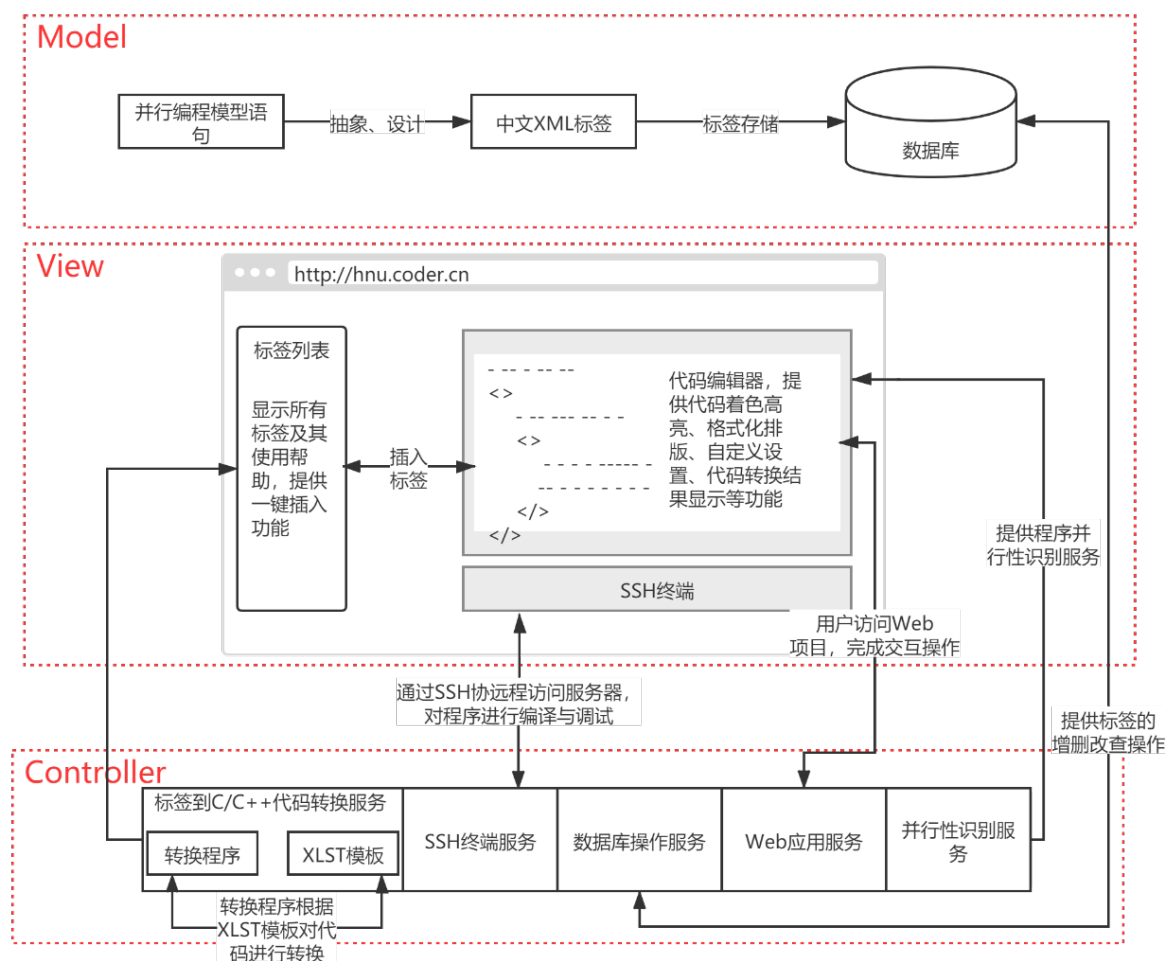 Model
并行编程模型语
句
抽象、设计
中文XML标签
标签存储
数据库
View
http://hnu.coder.cn
标签列表
显示所有
标签及其
使用帮
助，提供
一键插入
功能
插入
标签
- -- - -- --
<>
- -- --- -- - -
<>
- - - ----- -
-- - - - - - -
</>
</>
代码编辑器，提
供代码着色高
亮、格式化排
版、自定义设
置、代码转换结
果显示等功能
SSH终端
提供程序并
行性识别服务
用户访问Web
项目，完成交互操作
通过SSH协远程访问服务器，
对程序进行编译与调试
提供标签的
增删改查操作
Controller
标签到C/C++代码转换服务
转换程序
XLST模板
SSH终端服务
数据库操作服务
Web应用服务
并行性识别服
务
转换程序根据
XLST模板对代
码进行转换